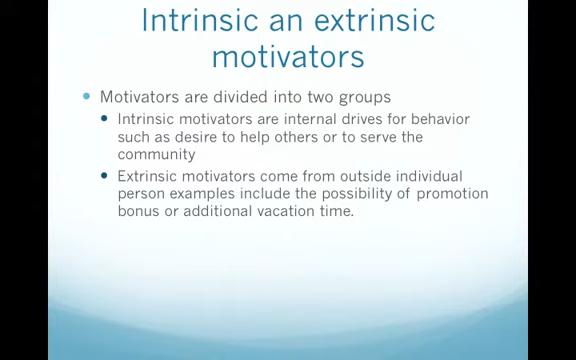 Intrinsic an extrinsic
motivators
Motivators are divided into two groups
Intrinsic motivators are internal drives for behavior
such as desire to help others or to serve the
community
Extrinsic motivators come from outside individual
person examples include the possibility of promotion
bonus or additional vacation time.